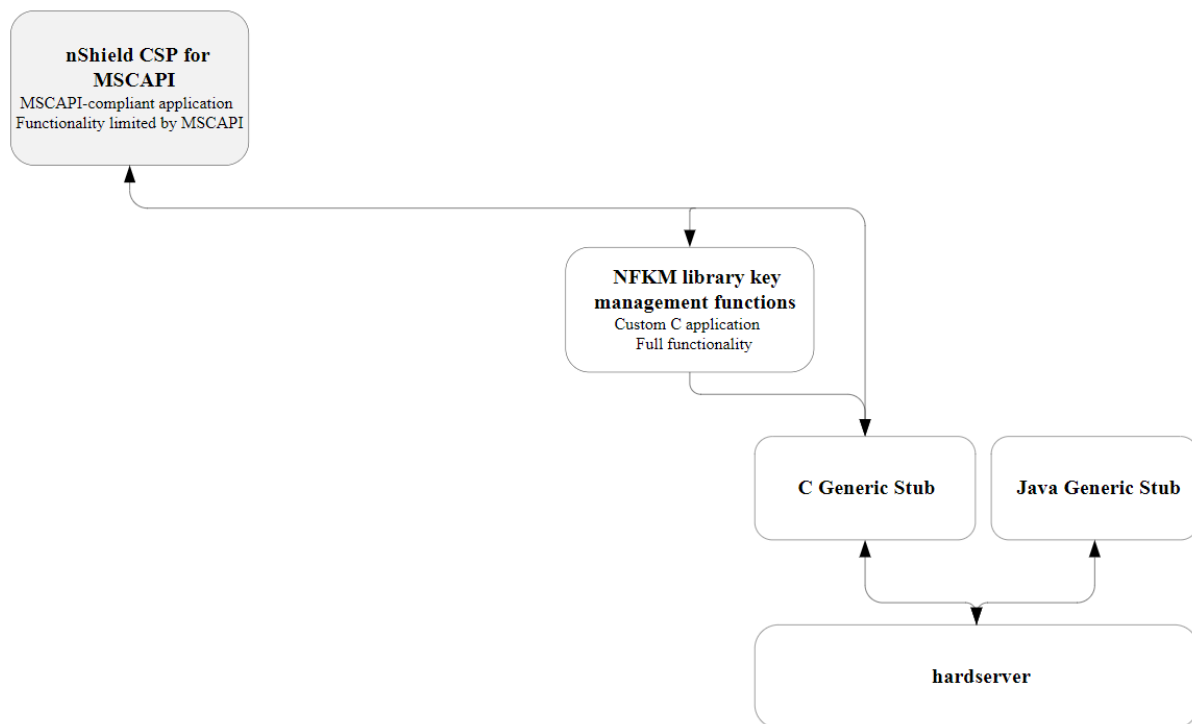 nShield CSP for
MSCAPI
MSCAPI-compliant application
Functionality limited by MSCAPI
NFKM library key
management functions
Custom C application
Full functionality
C Generic Stub
Java Generic Stub
hardserver